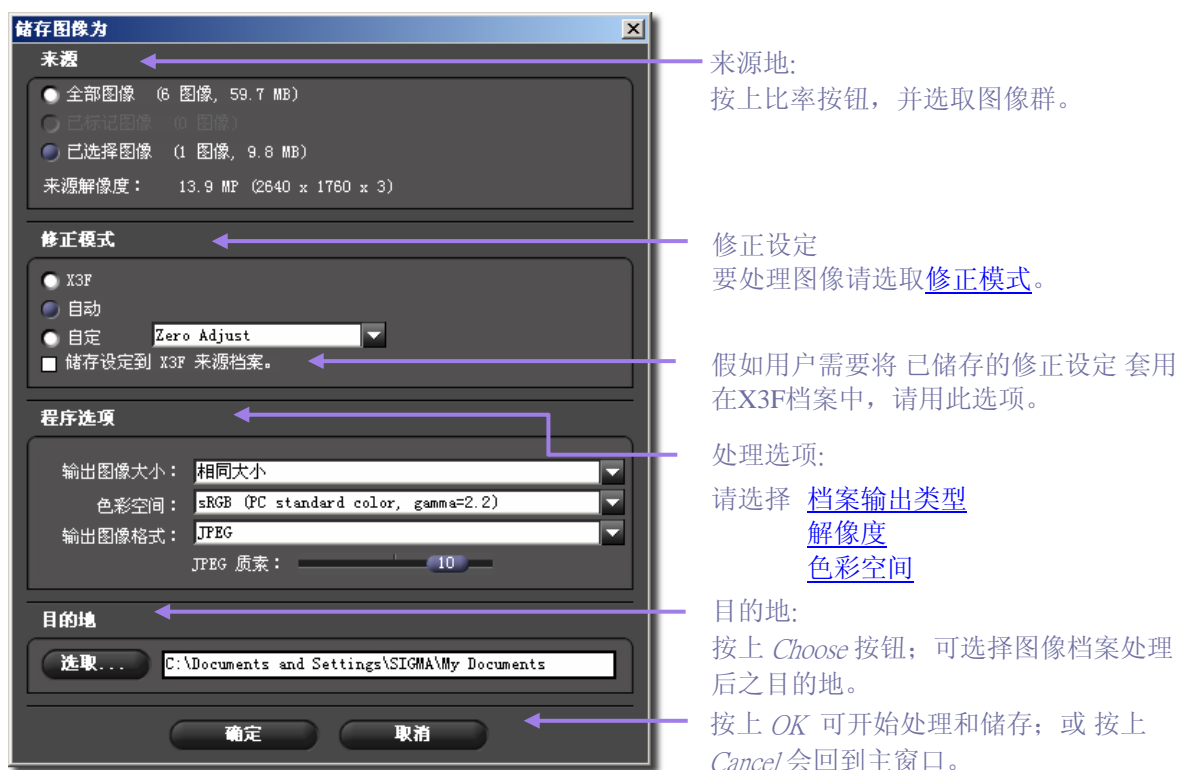 储存图像为
来源
全部图像 (6 图像, 59.7 MB)
已标记图像 (0 图像)
已选择图像 (1 图像, 9.8 MB)
来源解像度: 13.9 MP (2640 x 1760 x 3)
修正模式
X3F
自动
自定 Zero Adjust
储存设定到 X3F 来源档案。
程序选项
输出图像大小: 相同大小
色彩空间: sRGB (PC standard color, gamma=2.2)
输出图像格式: JPEG
JPEG 质素: 10
目的地
选取... C:\Documents and Settings\SIGMA\My Documents
确定 取消
来源地:
按上比率按钮，并选取图像群。
修正设定
要处理图像请选取修正模式。
假如用户需要将 已储存的修正设定 套用
在X3F档案中，请用此选项。
处理选项:
请选择 档案输出类型
解像度
色彩空间
目的地:
按上 Choose 按钮；可选择图像档案处理
后之目的地。
按上 OK 可开始处理和储存；或 按上
Cancel 会回到主窗口。